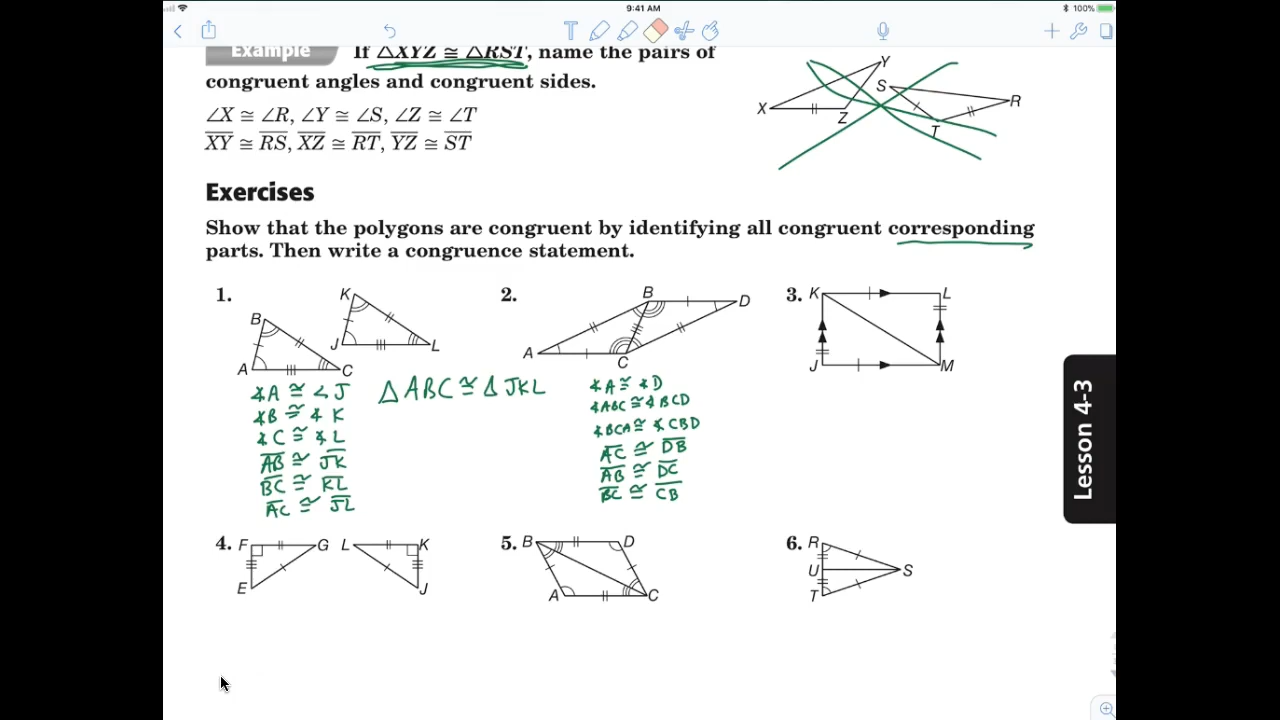 9:41 AM
100%
Example If △XYZ ≅ △RST, name the pairs of
congruent angles and congruent sides.
∠X ≅ ∠R, ∠Y ≅ ∠S, ∠Z ≅ ∠T
XY ≅ RS, XZ ≅ RT, YZ ≅ ST
Y
S
R
X
Z
T
Exercises
Show that the polygons are congruent by identifying all congruent corresponding
parts. Then write a congruence statement.
1.
K
B
J
L
A
C
2.
B
D
A
C
3.
K
L
J
M
∡A ≅ ∠J
∡B ≅ ∡K
∡C ≅ ∡L
AB ≅ JK
BC ≅ KL
AC ≅ JL
△ABC ≅ △JKL
∡A ≅ ∡D
∡ABC ≅ ∡BCD
∡BCA ≅ ∡CBD
AC ≅ DB
AB ≅ DC
BC ≅ CB
Lesson 4-3
4.
F
G
L
K
E
J
5.
B
D
A
C
6.
R
U
S
T